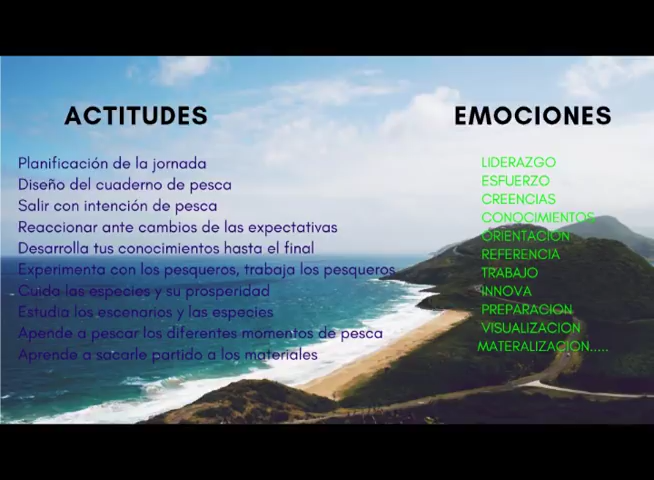 ACTITUDES
Planificación de la jornada
Diseño del cuaderno de pesca
Salir con intención de pesca
Reaccionar ante cambios de las expectativas
Desarrolla tus conocimientos hasta el final
Experimenta con los pesqueros, trabaja los pesqueros
Cuida las especies y su prosperidad
Estudia los escenarios y las especies
Apende a pescar los diferentes momentos de pesca
Aprende a sacarle partido a los materiales
EMOCIONES
LIDERAZGO
ESFUERZO
CREENCIAS
CONOCIMIENTOS
ORIENTACION
REFERENCIA
TRABAJO
INNOVA
PREPARACION
VISUALIZACION
MATERALIZACION.....